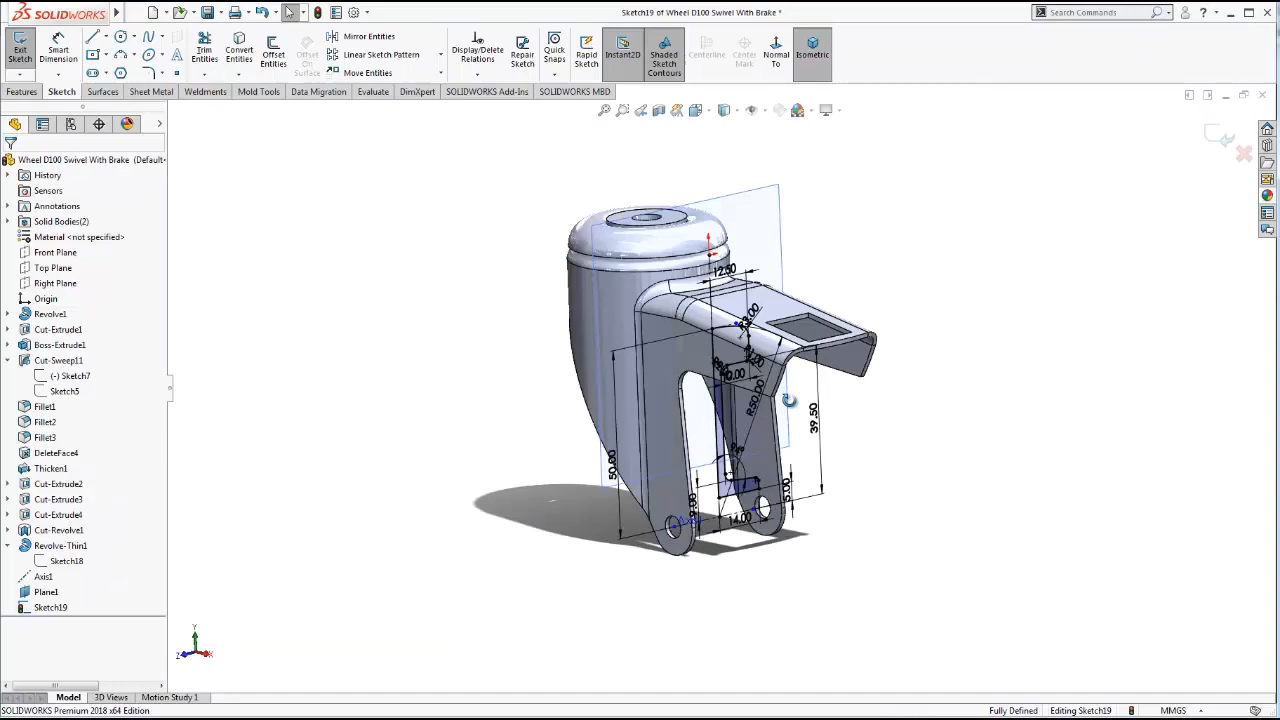 SOLIDWORKS
Sketch19 of Wheel D100 Swivel With Brake *
Search Commands
Exit Sketch
Smart Dimension
Trim Entities
Convert Entities
Offset Entities
Offset On Surface
Mirror Entities
Linear Sketch Pattern
Move Entities
Display/Delete Relations
Repair Sketch
Quick Snaps
Rapid Sketch
Instant2D
Shaded Sketch Contours
Centerline
Center Mark
Normal To
Isometric
Features
Sketch
Surfaces
Sheet Metal
Weldments
Mold Tools
Data Migration
Evaluate
DimXpert
SOLIDWORKS Add-Ins
SOLIDWORKS MBD
Wheel D100 Swivel With Brake (Default
History
Sensors
Annotations
Solid Bodies(2)
Material <not specified>
Front Plane
Top Plane
Right Plane
Origin
Revolve1
Cut-Extrude1
Boss-Extrude1
Cut-Sweep11
(-) Sketch7
Sketch5
Fillet1
Fillet2
Fillet3
DeleteFace4
Thicken1
Cut-Extrude2
Cut-Extrude3
Cut-Extrude4
Cut-Revolve1
Revolve-Thin1
Sketch18
Axis1
Plane1
Sketch19
R50.00
39.50
50.00
9.00
14.00
5.00
Y
Z
X
Model
3D Views
Motion Study 1
SOLIDWORKS Premium 2018 x64 Edition
Fully Defined
Editing Sketch19
MMGS